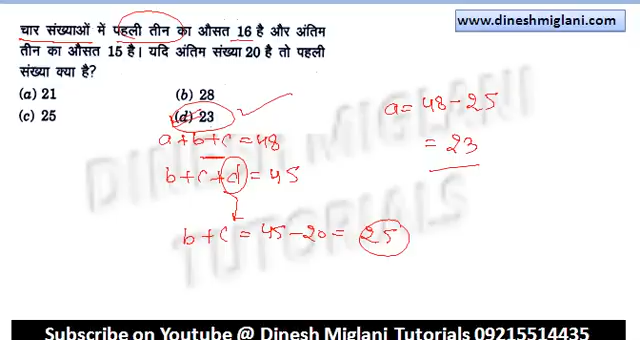 www.dineshmiglani.com
चार संख्याओं में पहली तीन का औसत 16 है और अंतिम
तीन का औसत 15 है। यदि अंतिम संख्या 20 है तो पहली
संख्या क्या है?
(a) 21 (b) 28
(c) 25 (d) 23
a+b+c=48
b+c+d=45
b+c=45-20=25
a=48-25
=23
DINESH MIGLANI
TUTORIALS
Subscribe on Youtube @ Dinesh Miglani Tutorials 09215514435